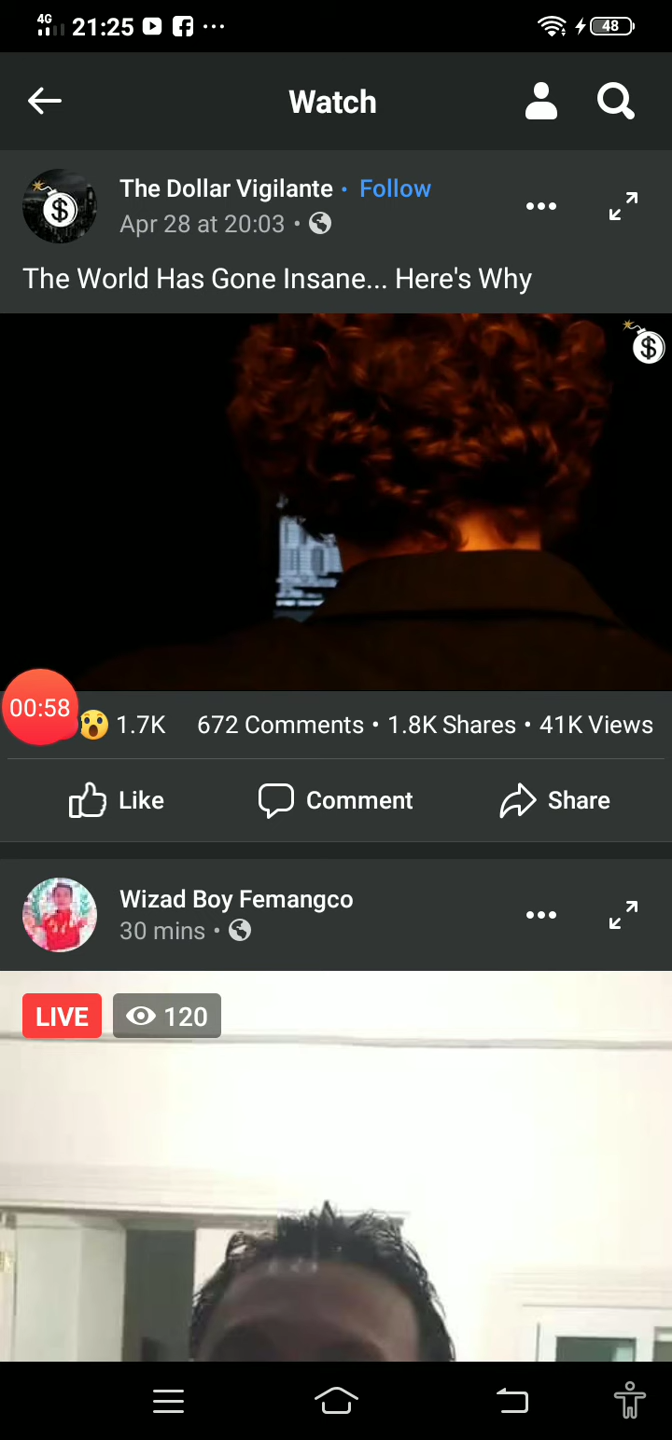 4G 21:25 48
Watch
The Dollar Vigilante • Follow
Apr 28 at 20:03 •
The World Has Gone Insane... Here's Why
$
$
00:58 1.7K 672 Comments • 1.8K Shares • 41K Views
Like Comment Share
Wizad Boy Femangco
30 mins •
LIVE 120